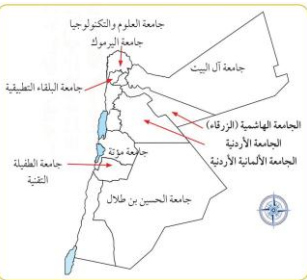 جامعة العلوم والتكنولوجيا
جامعة اليرموك
جامعة آل البيت
جامعة البلقاء التطبيقية
الجامعة الهاشمية (الزرقاء)
الجامعة الأردنية
الجامعة الألمانية الأردنية
جامعة مؤتة
جامعة الطفيلة
التقنية
جامعة الحسين بن طلال